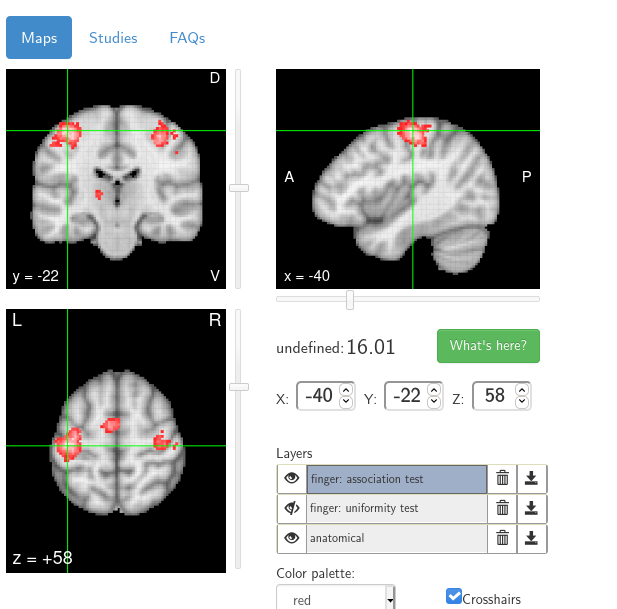 Maps Studies FAQs
D
y = -22 V
A P
x = -40
L R
z = +58
undefined: 16.01 What's here?
X: -40 Y: -22 Z: 58
Layers
finger: association test
finger: uniformity test
anatomical
Color palette:
red Crosshairs